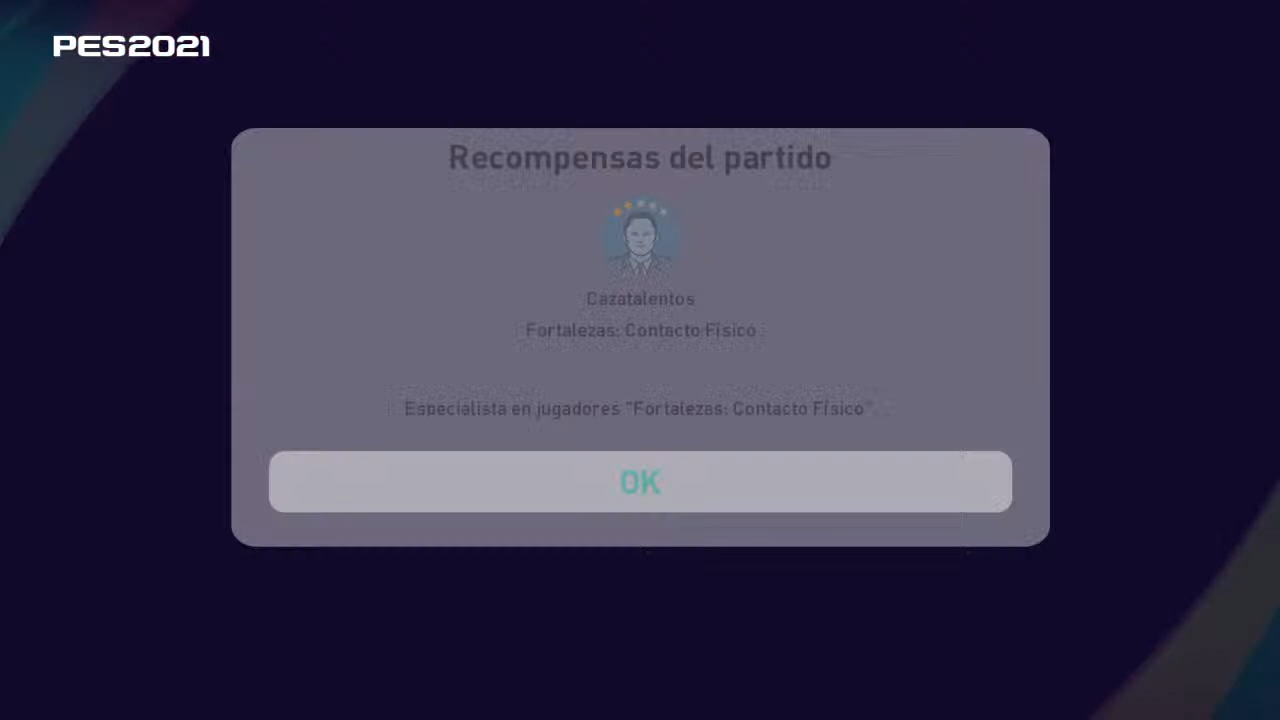 PES2021
Recompensas del partido
Cazatalentos
Fortalezas: Contacto Físico
Especialista en jugadores "Fortalezas: Contacto Físico".
OK